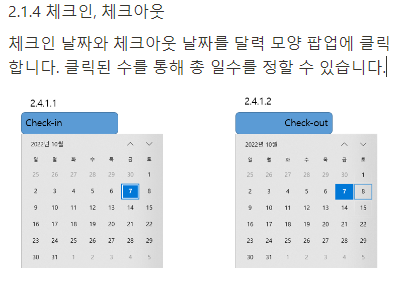 2.1.4 체크인, 체크아웃
체크인 날짜와 체크아웃 날짜를 달력 모양 팝업에 클릭
합니다. 클릭된 수를 통해 총 일수를 정할 수 있습니다.
2.4.1.1
Check-in
2022년 10월
일 월 화 수 목 금 토
25 26 27 28 29 30 1
2 3 4 5 6 7 8
9 10 11 12 13 14 15
16 17 18 19 20 21 22
23 24 25 26 27 28 29
30 31 1 2 3 4 5
2.4.1.2
Check-out
2022년 10월
일 월 화 수 목 금 토
25 26 27 28 29 30 1
2 3 4 5 6 7 8
9 10 11 12 13 14 15
16 17 18 19 20 21 22
23 24 25 26 27 28 29
30 31 1 2 3 4 5